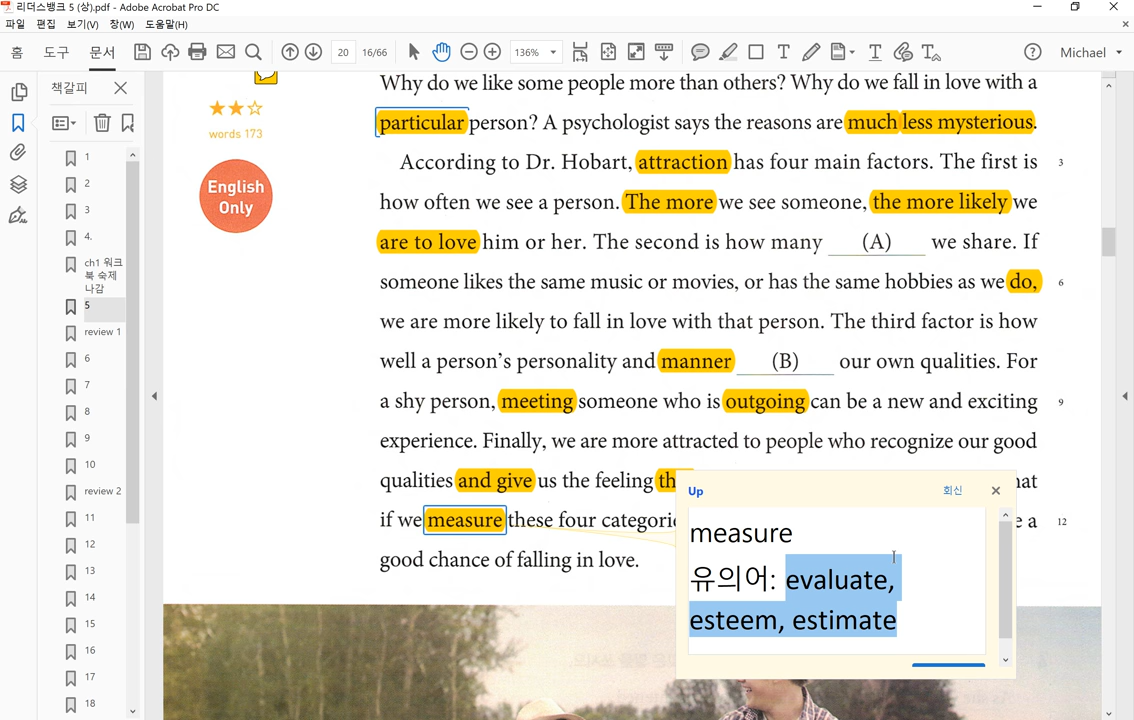 리더스뱅크 5 (상).pdf - Adobe Acrobat Pro DC
파일 편집 보기(V) 창(W) 도움말(H)
홈 도구 문서 20 16/66 136% Michael
책갈피
1
2
3
4.
ch1 워크
북 숙제
나감
5
review 1
6
7
8
9
10
review 2
11
12
13
14
15
16
17
18
words 173
English
Only
Why do we like some people more than others? Why do we fall in love with a
particular person? A psychologist says the reasons are much less mysterious.
According to Dr. Hobart, attraction has four main factors. The first is 3
how often we see a person. The more we see someone, the more likely we
are to love him or her. The second is how many (A) we share. If
someone likes the same music or movies, or has the same hobbies as we do, 6
we are more likely to fall in love with that person. The third factor is how
well a person's personality and manner (B) our own qualities. For
a shy person, meeting someone who is outgoing can be a new and exciting 9
experience. Finally, we are more attracted to people who recognize our good
qualities and give us the feeling
if we measure these four 12
good chance of falling in love.
Up 회신
measure
유의어: evaluate,
esteem, estimate